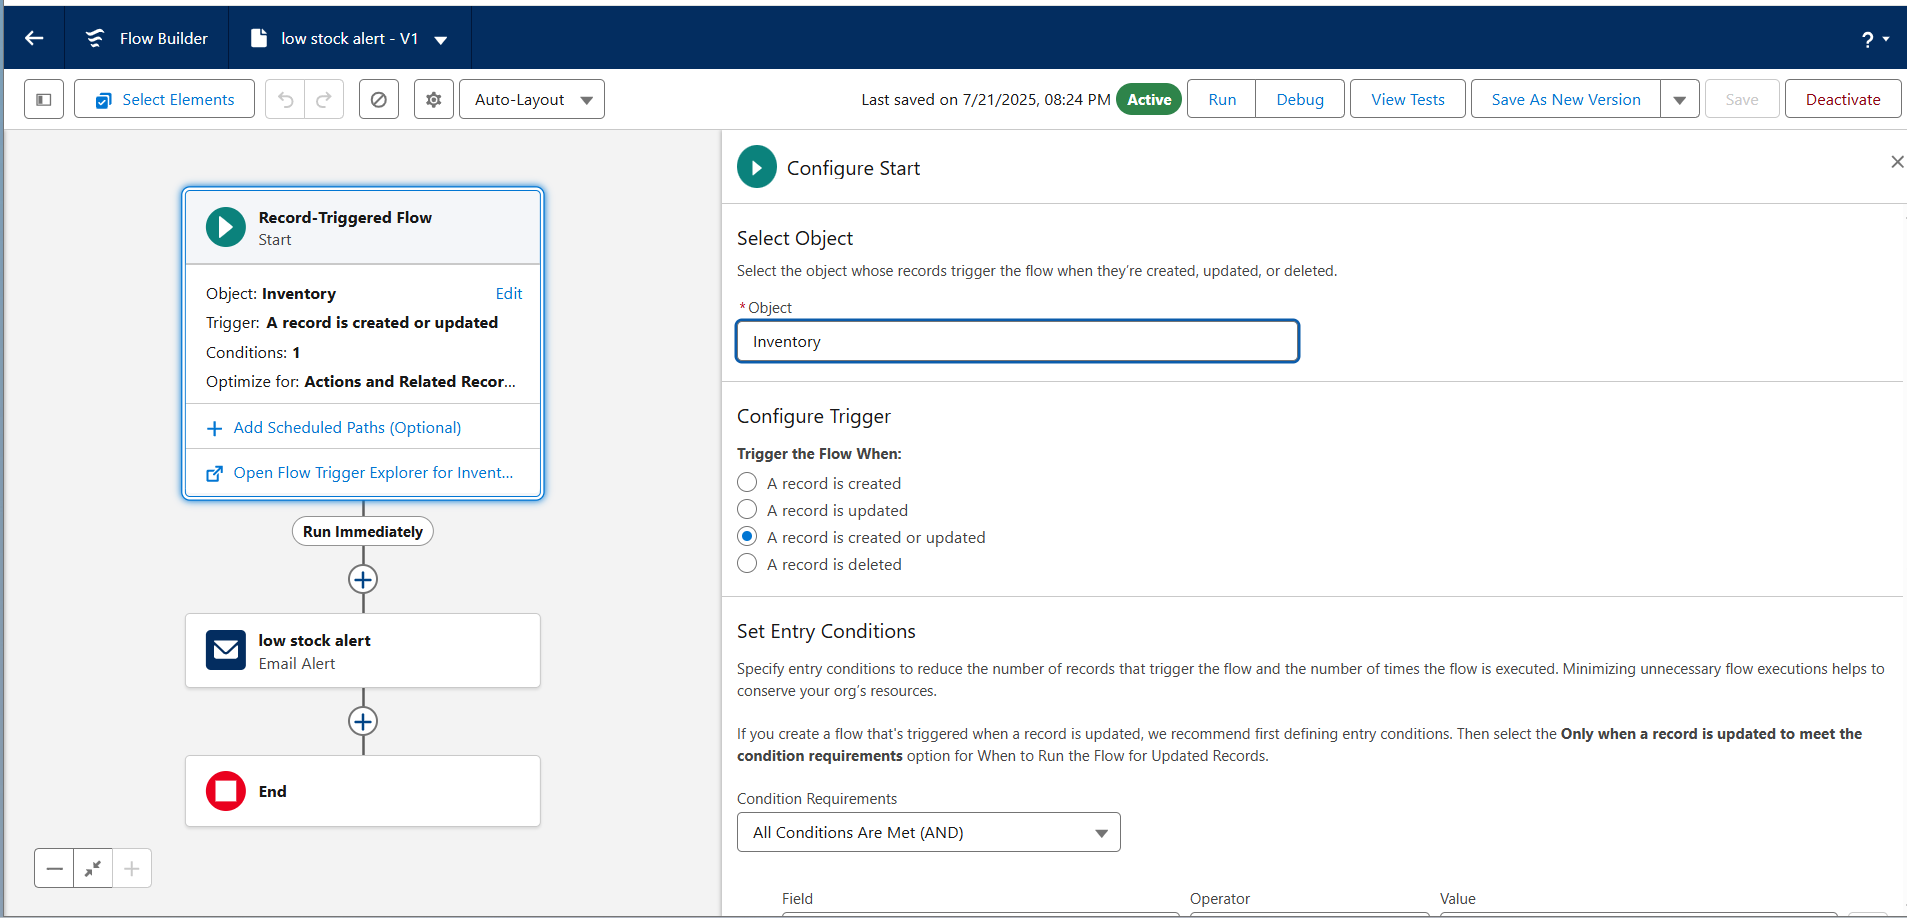 Flow Builder
low stock alert - V1
?
Select Elements
Auto-Layout
Last saved on 7/21/2025, 08:24 PM
Active
Run
Debug
View Tests
Save As New Version
Save
Deactivate
Record-Triggered Flow
Start
Object: Inventory
Edit
Trigger: A record is created or updated
Conditions: 1
Optimize for: Actions and Related Recor...
Add Scheduled Paths (Optional)
Open Flow Trigger Explorer for Invent...
Run Immediately
low stock alert
Email Alert
End
Configure Start
Select Object
Select the object whose records trigger the flow when they're created, updated, or deleted.
* Object
Inventory
Configure Trigger
Trigger the Flow When:
A record is created
A record is updated
A record is created or updated
A record is deleted
Set Entry Conditions
Specify entry conditions to reduce the number of records that trigger the flow and the number of times the flow is executed. Minimizing unnecessary flow executions helps to
conserve your org's resources.
If you create a flow that's triggered when a record is updated, we recommend first defining entry conditions. Then select the Only when a record is updated to meet the
condition requirements option for When to Run the Flow for Updated Records.
Condition Requirements
All Conditions Are Met (AND)
Field
Operator
Value